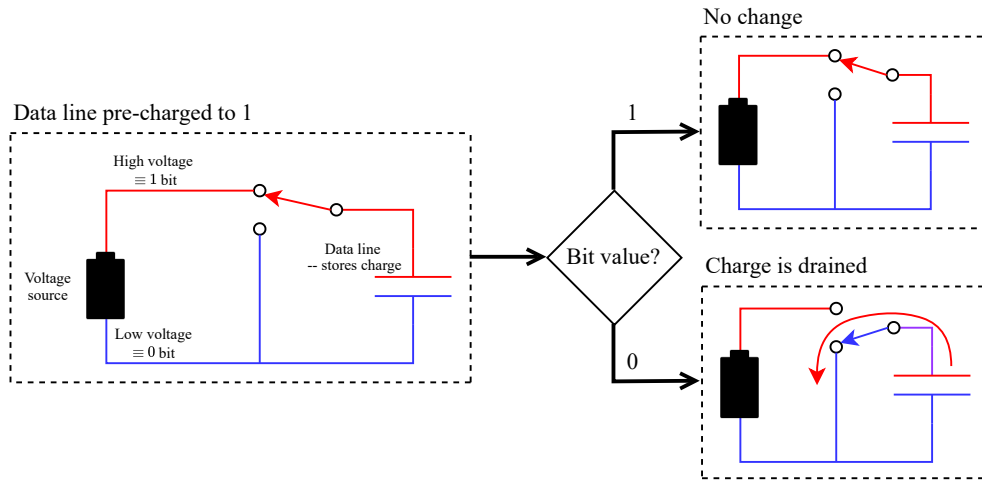 No change
Data line pre-charged to 1
High voltage
≡ 1 bit
Voltage
source
Data line
-- stores charge
Low voltage
≡ 0 bit
1
Bit value?
0
Charge is drained